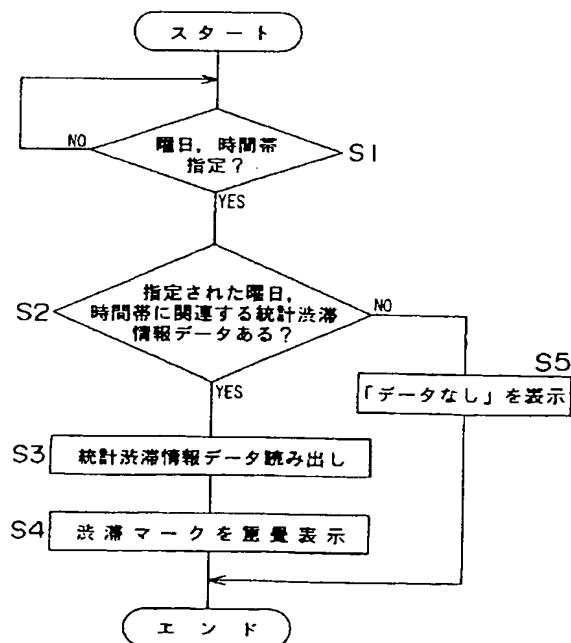 スタート
NO
曜日,時間帯
指定?
S1
YES
S2
指定された曜日,
時間帯に関連する統計渋滞
情報データある?
NO
YES
S5
「データなし」を表示
S3
統計渋滞情報データ読み出し
S4
渋滞マークを重畳表示
エンド